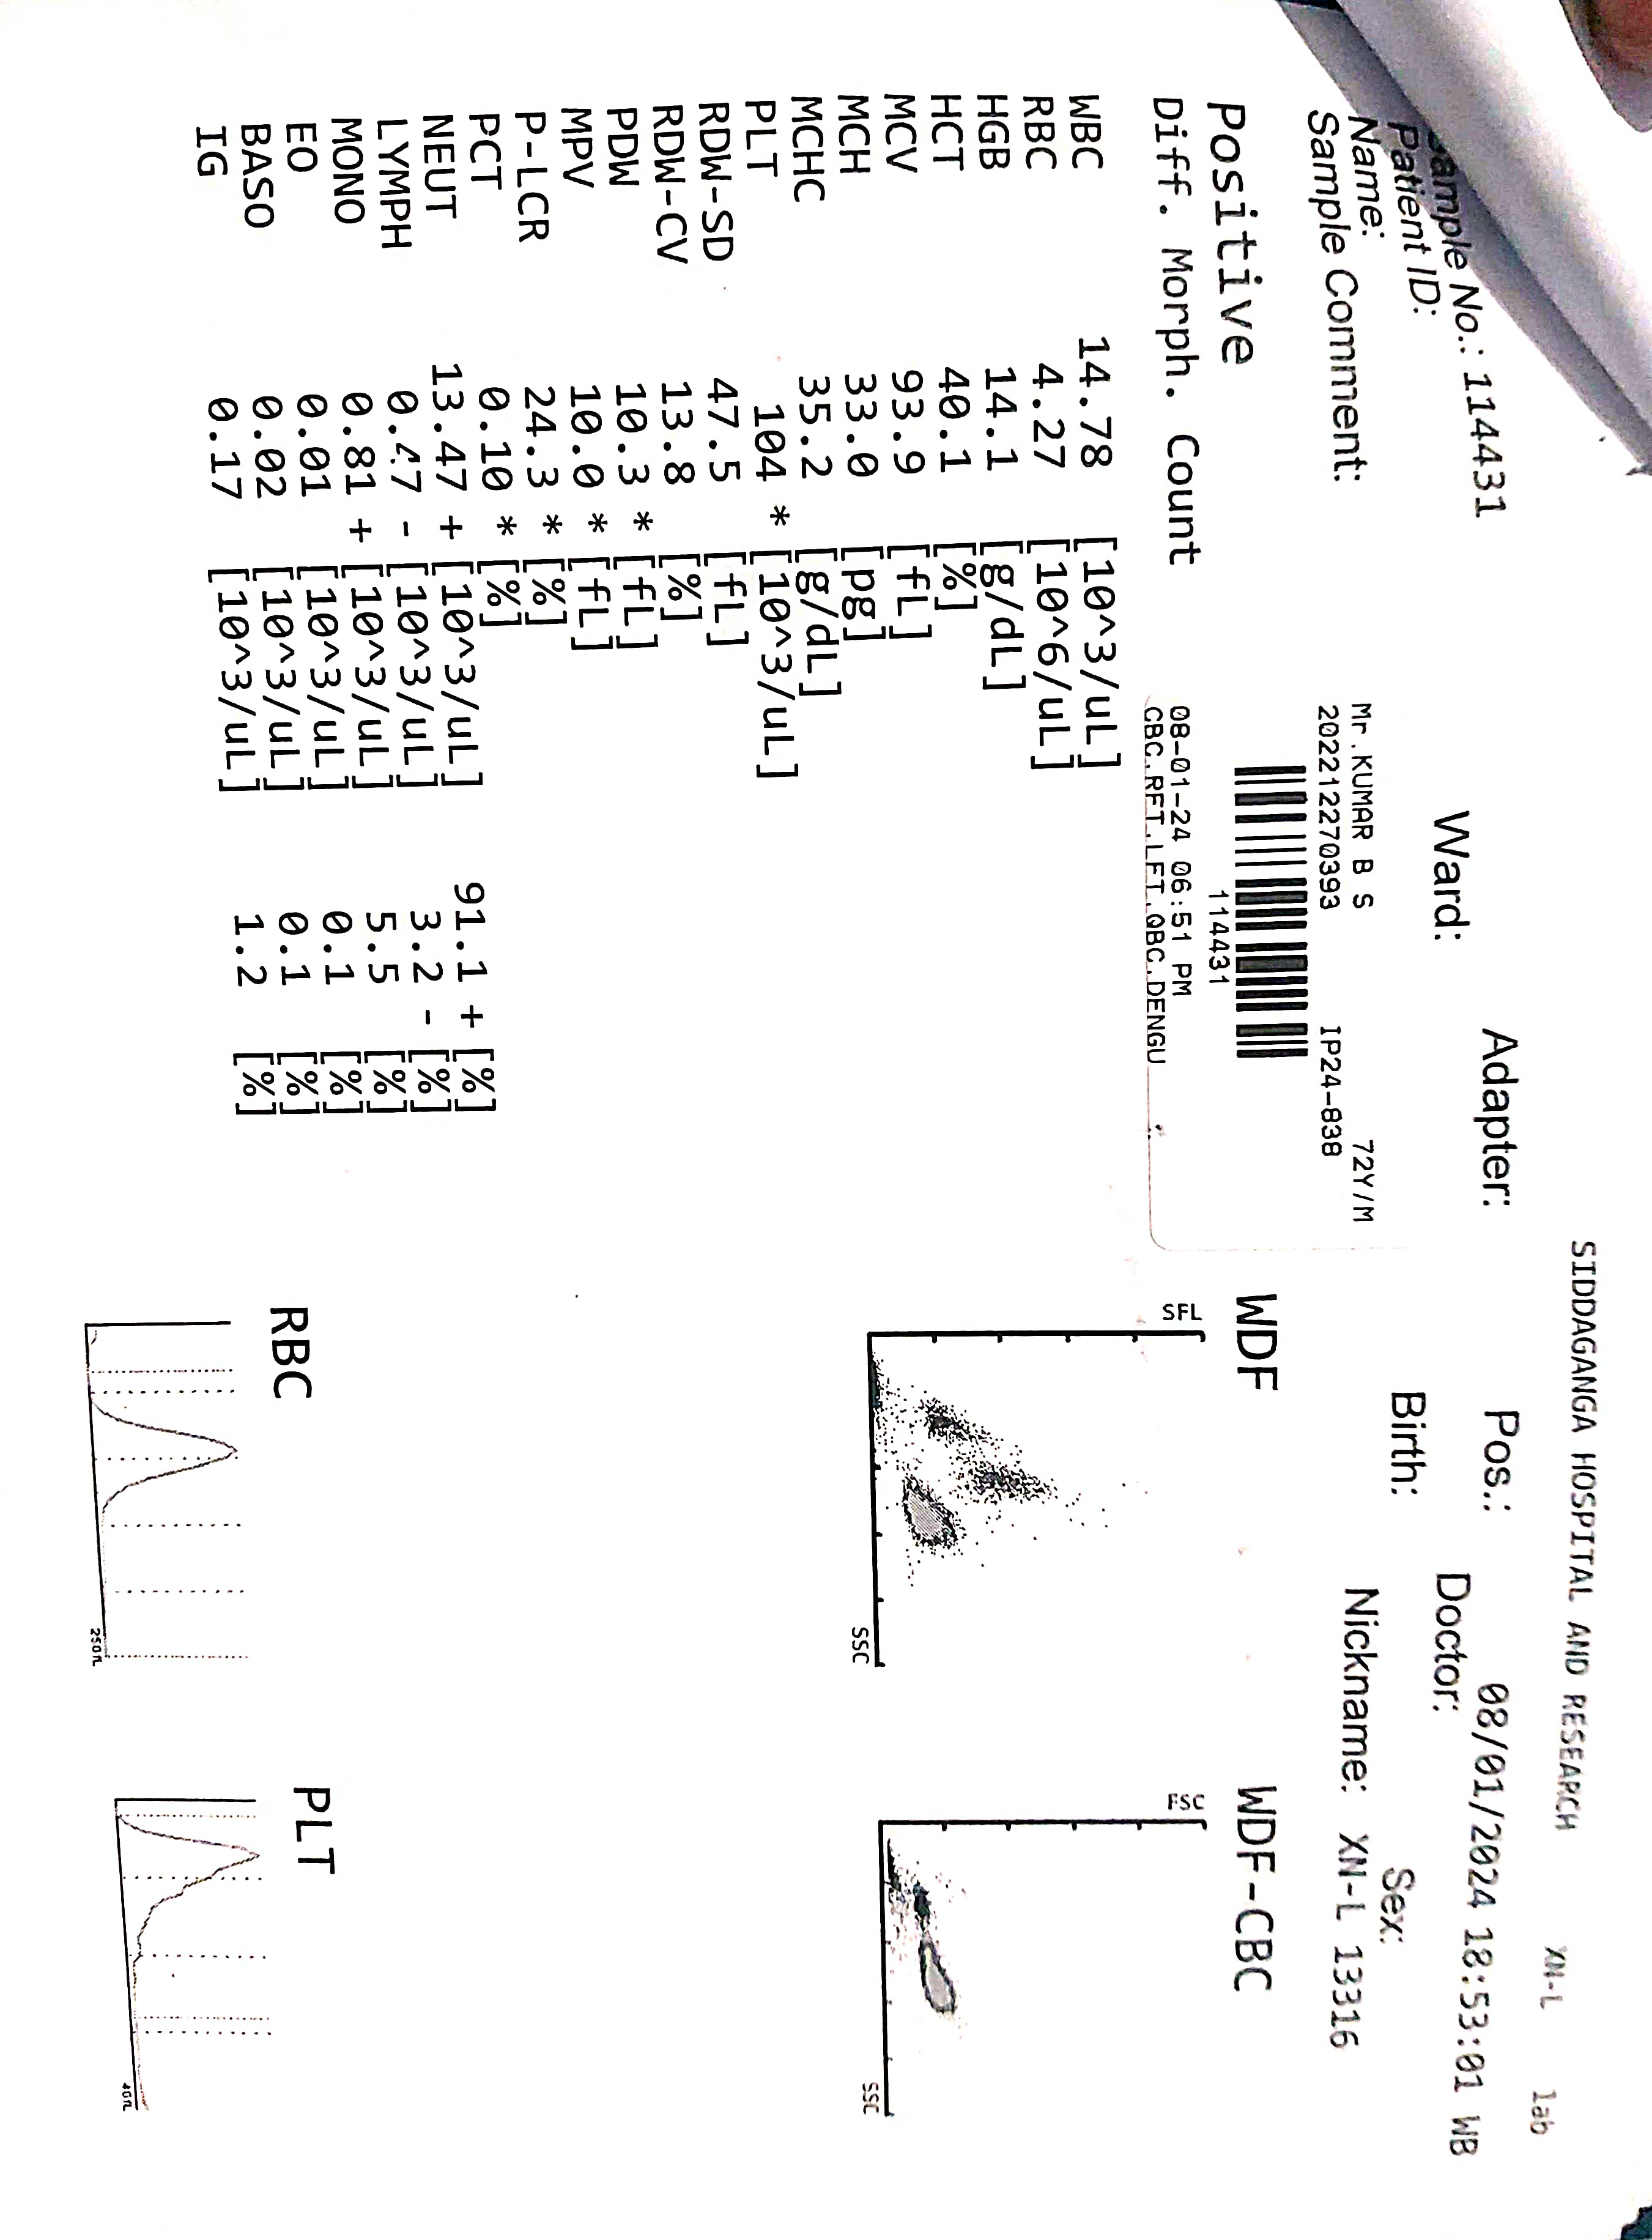 SIDDAGANGA HOSPITAL AND RESEARCH XN-L lab
Sample No.: 114431 Adapter: Pos.: 08/01/2024 18:53:01 WB
Patient ID: Ward: Doctor:
Name: Birth: Sex:
Sample Comment: Nickname: XN-L 13316
Mr.KUMAR B S 72Y/M
202212270393 IP24-838
114431
08-01-24 06:51 PM
CBC.RFT.LFT.QBC.DENGU
Positive
Diff. Morph. Count
WBC 14.78 [10^3/uL]
RBC 4.27 [10^6/uL]
HGB 14.1 [g/dL]
HCT 40.1 [%]
MCV 93.9 [fL]
MCH 33.0 [pg]
MCHC 35.2 [g/dL]
PLT 104 * [10^3/uL]
RDW-SD 47.5 [fL]
RDW-CV 13.8 [%]
PDW 10.3 * [fL]
MPV 10.0 * [fL]
P-LCR 24.3 * [%]
PCT 0.10 * [%]
NEUT 13.47 + [10^3/uL] 91.1 + [%]
LYMPH 0.47 - [10^3/uL] 3.2 - [%]
MONO 0.81 + [10^3/uL] 5.5 [%]
EO 0.01 [10^3/uL] 0.1 [%]
BASO 0.02 [10^3/uL] 0.1 [%]
IG 0.17 [10^3/uL] 1.2 [%]
WDF
SFL
SSC
WDF-CBC
FSC
SSC
RBC
250fL
PLT
40fL